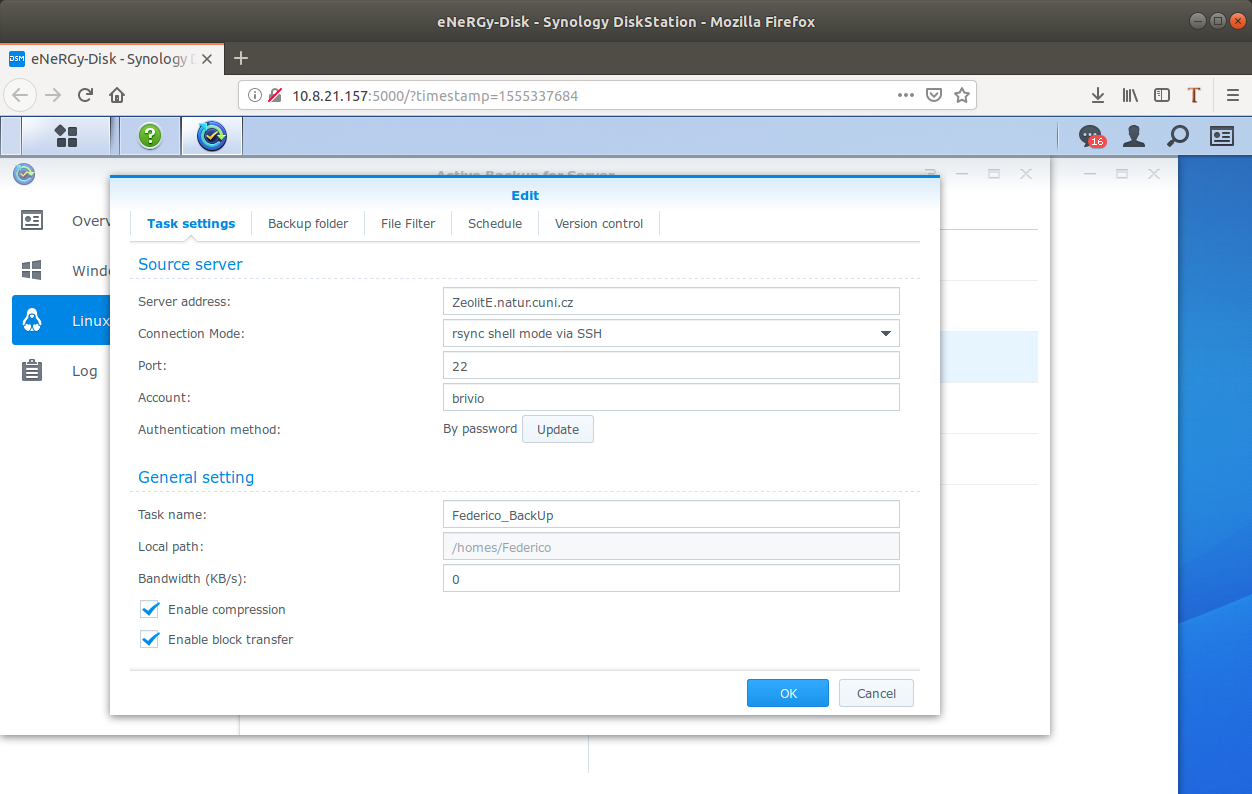 eNeRGy-Disk - Synology DiskStation - Mozilla Firefox
DSM eNeRGy-Disk - Synology D
10.8.21.157:5000/?timestamp=1555337684
T
16
Active Backup for Server
Edit
Task settings Backup folder File Filter Schedule Version control
Overv
Windo
Linux
Log
Source server
Server address: ZeolitE.natur.cuni.cz
Connection Mode: rsync shell mode via SSH
Port: 22
Account: brivio
Authentication method: By password Update
General setting
Task name: Federico_BackUp
Local path: /homes/Federico
Bandwidth (KB/s): 0
Enable compression
Enable block transfer
OK Cancel